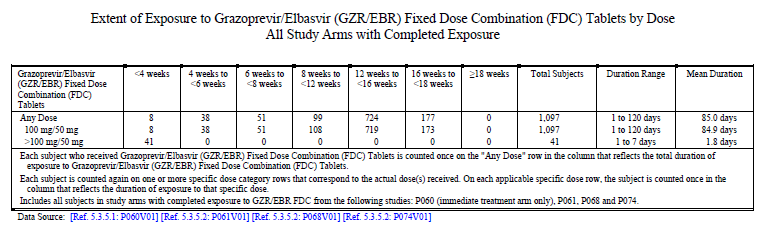 Extent of Exposure to Grazoprevir/Elbasvir (GZR/EBR) Fixed Dose Combination (FDC) Tablets by Dose
All Study Arms with Completed Exposure
Grazoprevir/Elbasvir (GZR/EBR) Fixed Dose Combination (FDC) Tablets <4 weeks 4 weeks to <6 weeks 6 weeks to <8 weeks 8 weeks to <12 weeks 12 weeks to <16 weeks 16 weeks to <18 weeks ≥18 weeks Total Subjects Duration Range Mean Duration
Any Dose 8 38 51 99 724 177 0 1,097 1 to 120 days 85.0 days
100 mg/50 mg 8 38 51 108 719 173 0 1,097 1 to 120 days 84.9 days
>100 mg/50 mg 41 0 0 0 0 0 0 41 1 to 7 days 1.8 days
Each subject who received Grazoprevir/Elbasvir (GZR/EBR) Fixed Dose Combination (FDC) Tablets is counted once on the "Any Dose" row in the column that reflects the total duration of
exposure to Grazoprevir/Elbasvir (GZR/EBR) Fixed Dose Combination (FDC) Tablets.
Each subject is counted again on one or more specific dose category rows that correspond to the actual dose(s) received. On each applicable specific dose row, the subject is counted once in the
column that reflects the duration of exposure to that specific dose.
Includes all subjects in study arms with completed exposure to GZR/EBR FDC from the following studies: P060 (immediate treatment arm only), P061, P068 and P074.
Data Source: [Ref. 5.3.5.1: P060V01] [Ref. 5.3.5.2: P061V01] [Ref. 5.3.5.2: P068V01] [Ref. 5.3.5.2: P074V01]